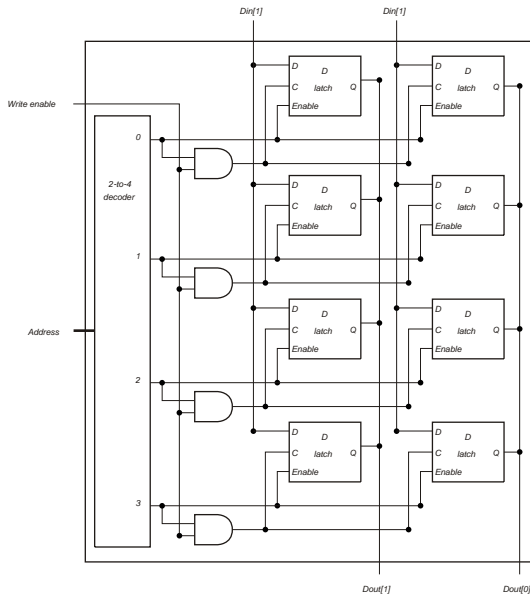 Din[1] Din[1]
D D Q
C latch
Enable
D D Q
C latch
Enable
Write enable
0
2-to-4
decoder
D D Q
C latch
Enable
D D Q
C latch
Enable
1
Address
D D Q
C latch
Enable
D D Q
C latch
Enable
2
D D Q
C latch
Enable
D D Q
C latch
Enable
3
Dout[1] Dout[0]